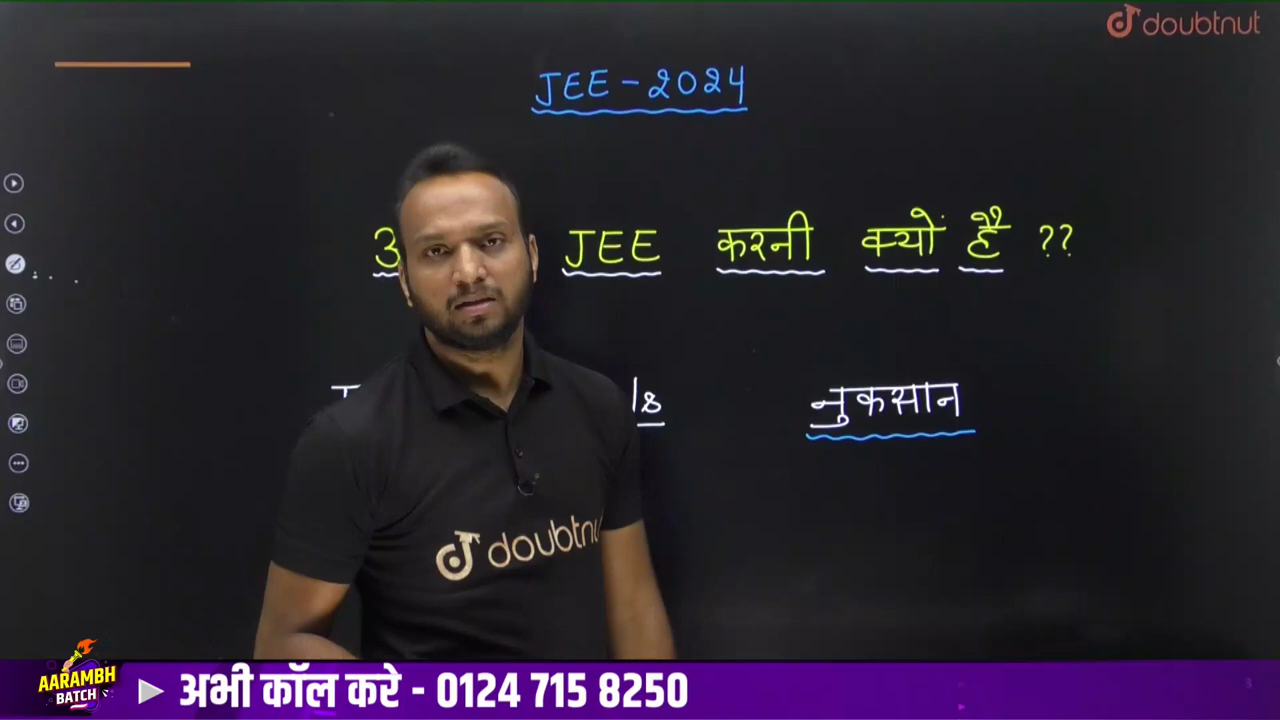 doubtnut
JEE-2024
JEE करनी क्यों है ??
नुकसान
doubtnut
AARAMBH
BATCH
अभी कॉल करे - 0124 715 8250